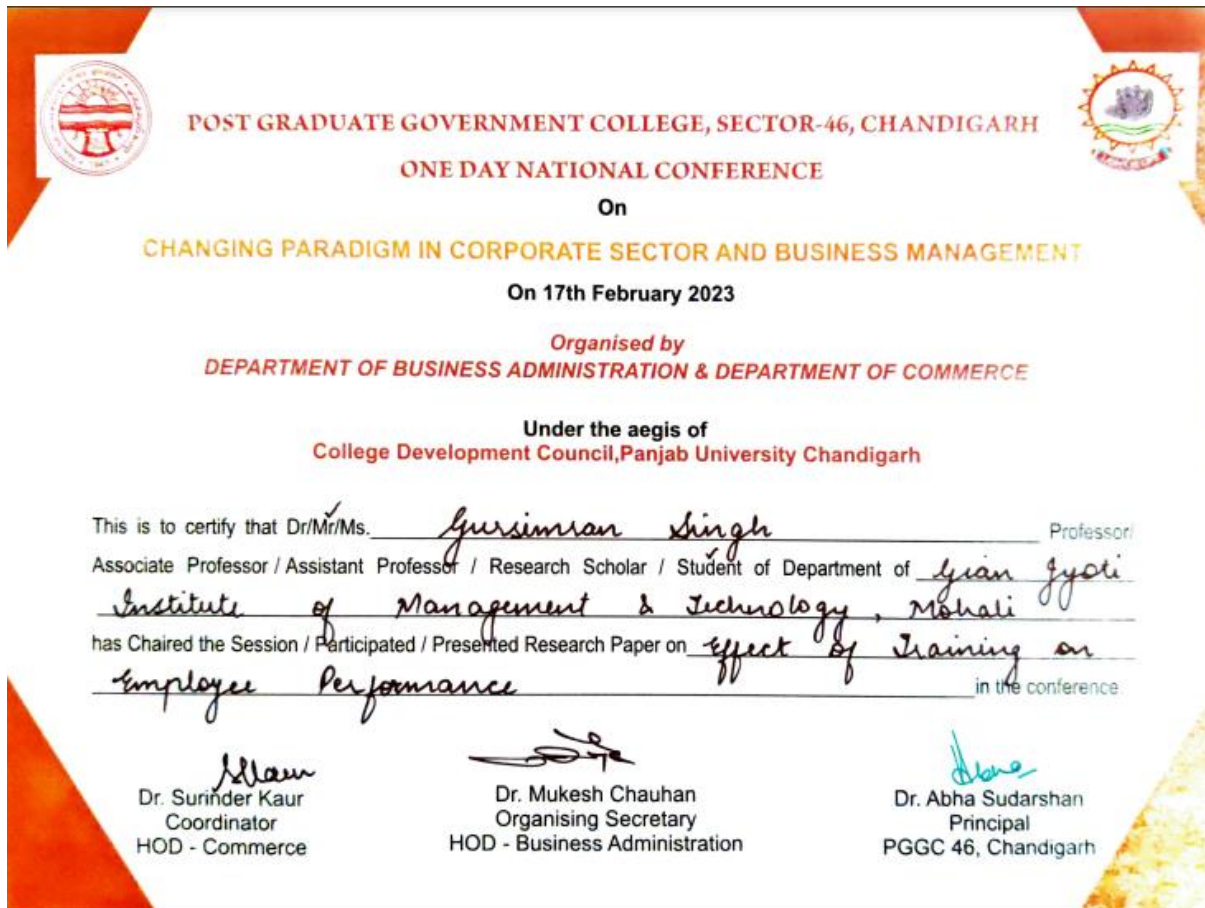 POST GRADUATE GOVERNMENT COLLEGE, SECTOR-46, CHANDIGARH
ONE DAY NATIONAL CONFERENCE
On
CHANGING PARADIGM IN CORPORATE SECTOR AND BUSINESS MANAGEMENT
On 17th February 2023
Organised by
DEPARTMENT OF BUSINESS ADMINISTRATION & DEPARTMENT OF COMMERCE
Under the aegis of
College Development Council,Panjab University Chandigarh
This is to certify that Dr/Mr/Ms. Gursimran Singh Professor/
Associate Professor / Assistant Professor / Research Scholar / Student of Department of Gian Jyoti
Institute of Management & Technology, Mohali
has Chaired the Session / Participated / Presented Research Paper on Effect of Training on
Employee Performance in the conference.
Dr. Surinder Kaur
Coordinator
HOD - Commerce
Dr. Mukesh Chauhan
Organising Secretary
HOD - Business Administration
Dr. Abha Sudarshan
Principal
PGGC 46, Chandigarh